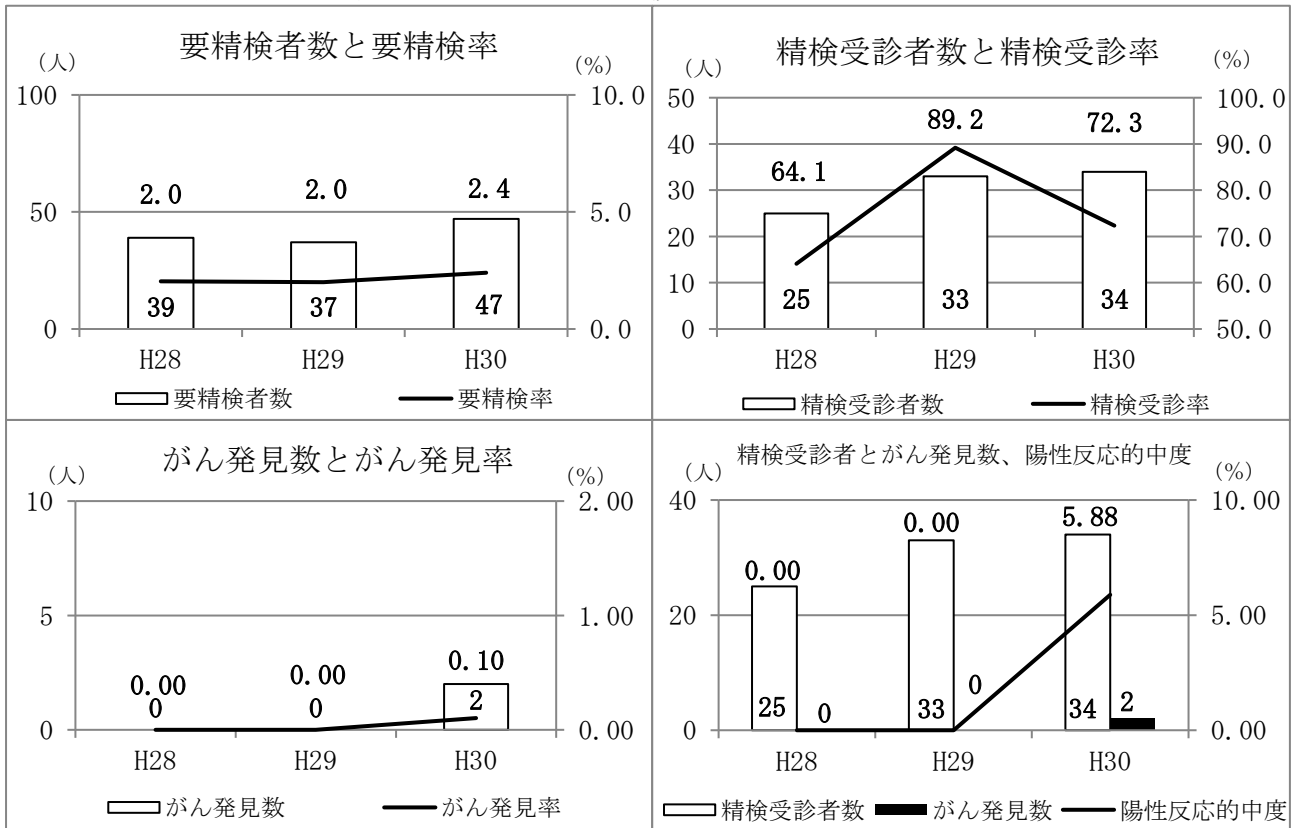 要精検者数と要精検率
(人) (%)
100 10.0
2.0 2.0 2.4
50 5.0
39 37 47
0 0.0
H28 H29 H30
要精検者数 要精検率
精検受診者数と精検受診率
(人) (%)
50 100.0
89.2 72.3
40 90.0
64.1
30 80.0
20 70.0
10 60.0
25 33 34
0 50.0
H28 H29 H30
精検受診者数 精検受診率
がん発見数とがん発見率
(人) (%)
10 2.00
5 1.00
0.00 0.00 0.10
0 0 2
0 0.00
H28 H29 H30
がん発見数 がん発見率
精検受診者とがん発見数、陽性反応的中度
(人) (%)
40 10.00
0.00 0.00 5.88
20 5.00
25 0 33 0 34 2
0 0.00
H28 H29 H30
精検受診者数 がん発見数 陽性反応的中度